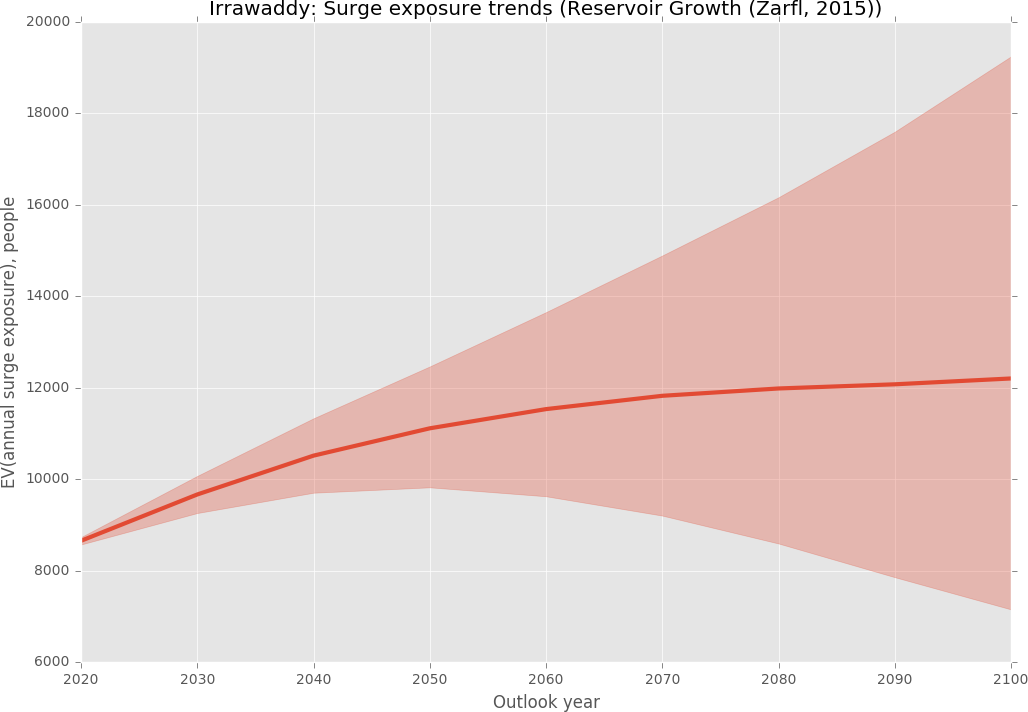 Irrawaddy: Surge exposure trends (Reservoir Growth (Zarfl, 2015))
EV(annual surge exposure), people
20000
18000
16000
14000
12000
10000
8000
6000
2020 2030 2040 2050 2060 2070 2080 2090 2100
Outlook year